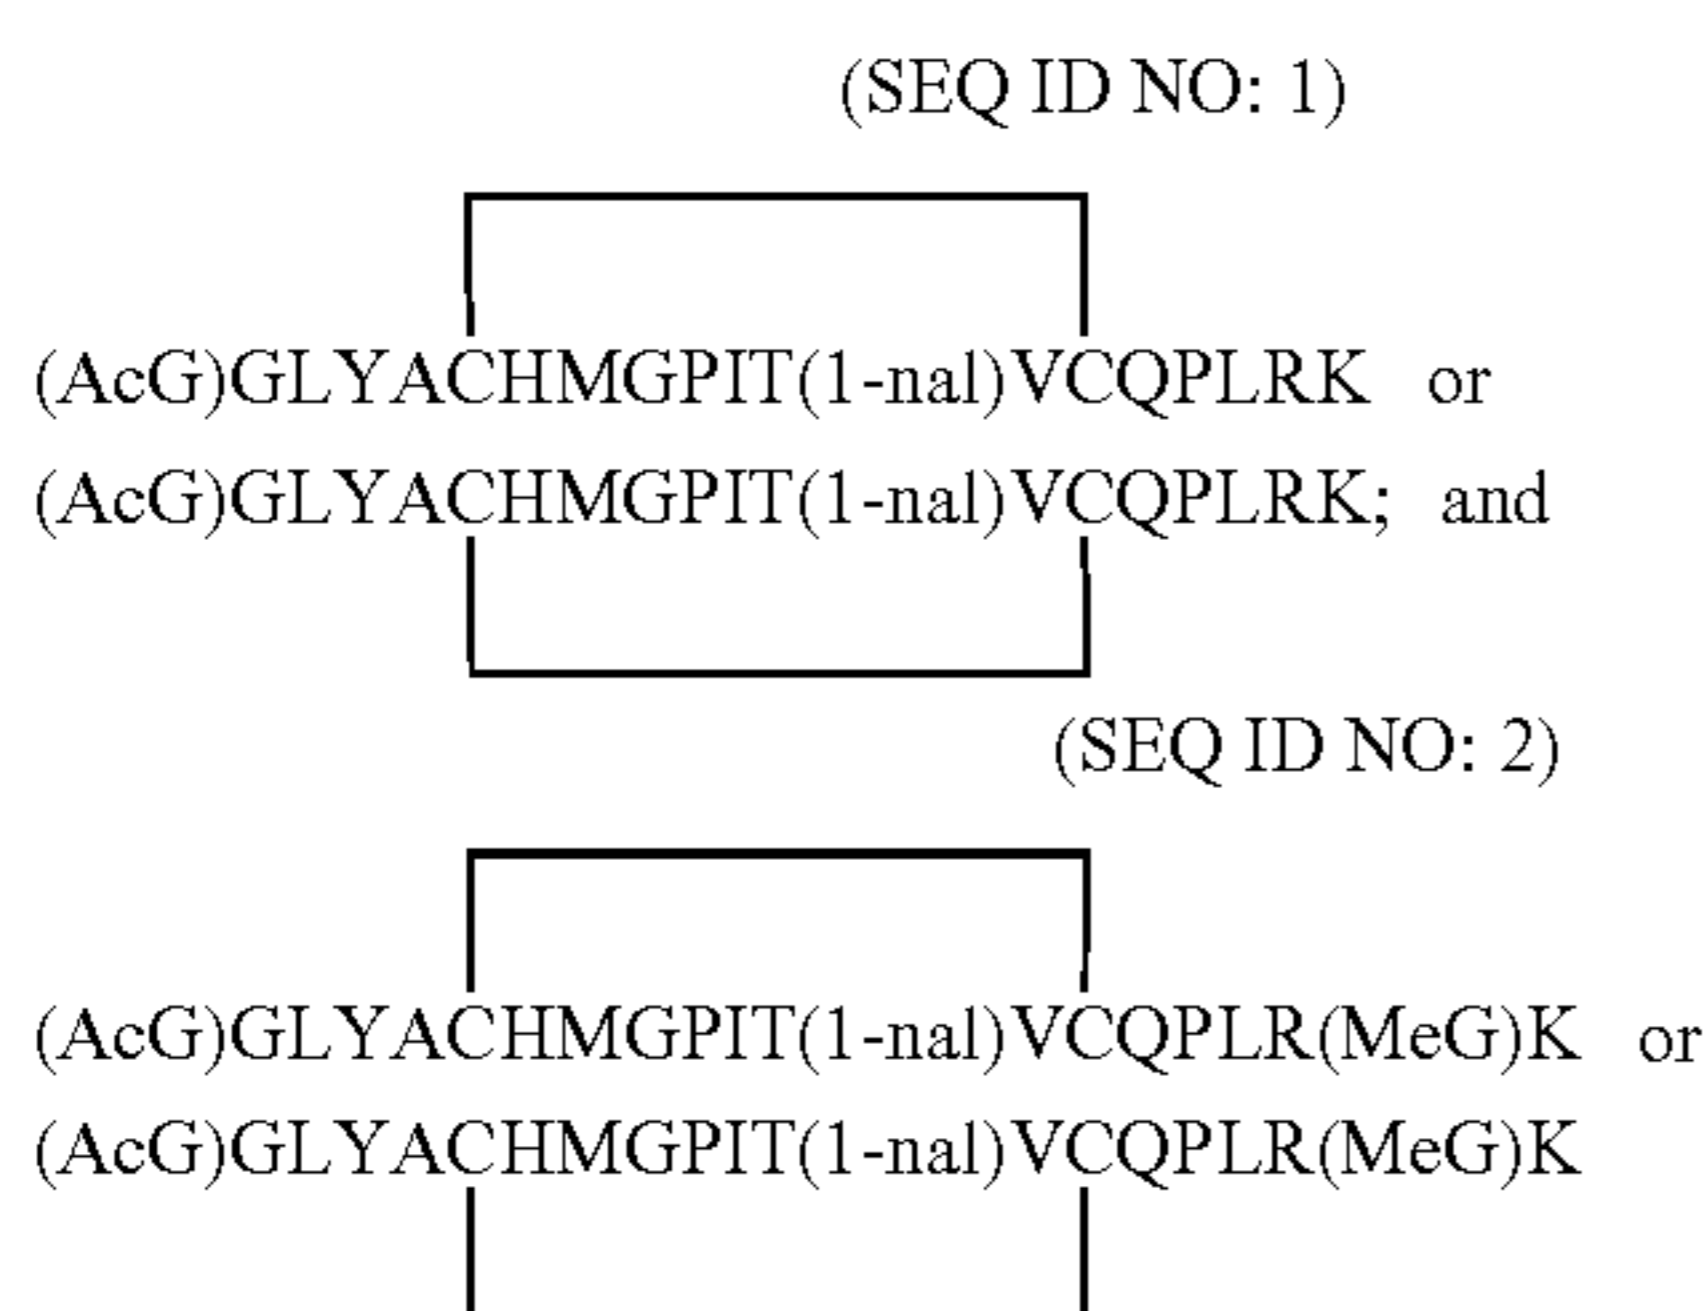 (SEQ ID NO: 1)
(AcG)GLYACHMGPIT(1-nal)VCQPLRK or
(AcG)GLYACHMGPIT(1-nal)VCQPLRK; and
(SEQ ID NO: 2)
(AcG)GLYACHMGPIT(1-nal)VCQPLR(MeG)K or
(AcG)GLYACHMGPIT(1-nal)VCQPLR(MeG)K